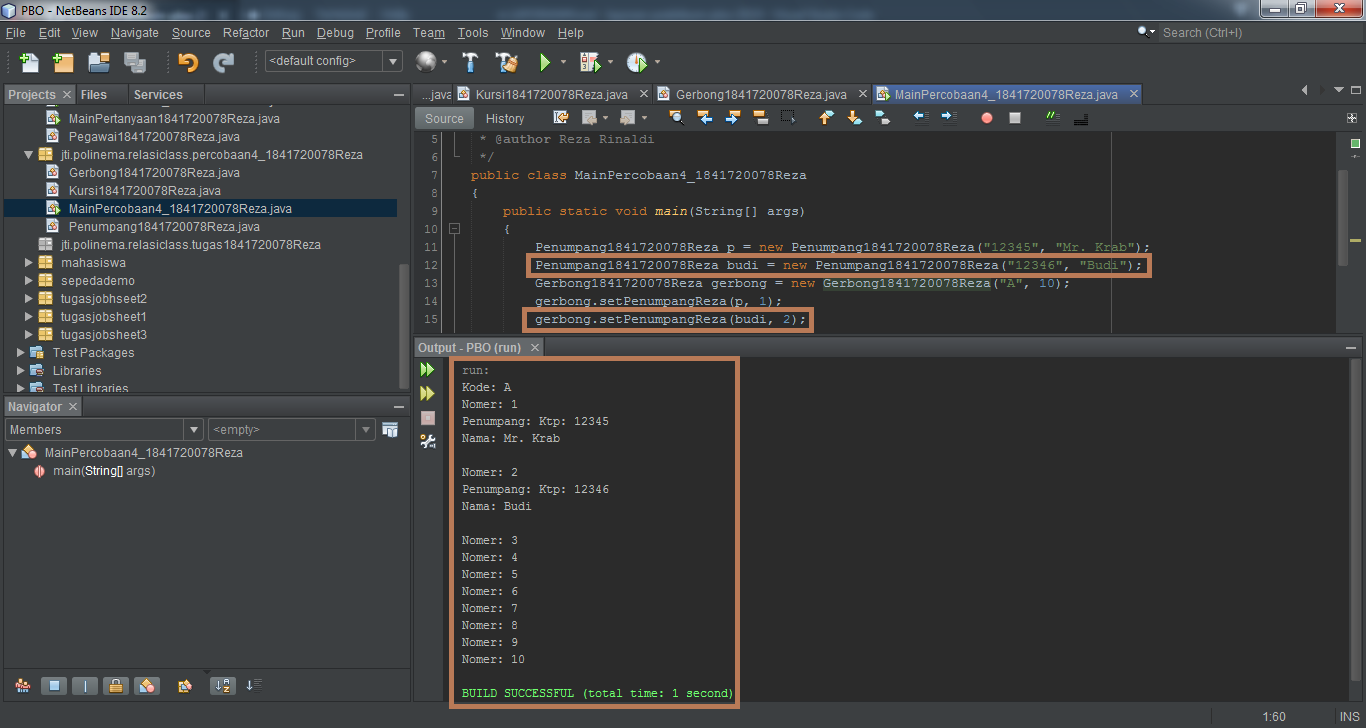 PBO - NetBeans IDE 8.2
File Edit View Navigate Source Refactor Run Debug Profile Team Tools Window Help
Search (Ctrl+I)
<default config>
Projects
Files
Services
MainPertanyaan1841720078Reza.java
Pegawai1841720078Reza.java
jti.polinema.relasiclass.percobaan4_1841720078Reza
Gerbong1841720078Reza.java
Kursi1841720078Reza.java
MainPercobaan4_1841720078Reza.java
Penumpang1841720078Reza.java
jti.polinema.relasiclass.tugas1841720078Reza
mahasiswa
sepedademo
tugasjobhseet2
tugasjobsheet1
tugasjobsheet3
Test Packages
Libraries
Test Libraries
Navigator
Members
<empty>
MainPercobaan4_1841720078Reza
main(String[] args)
...java
Kursi1841720078Reza.java
Gerbong1841720078Reza.java
MainPercobaan4_1841720078Reza.java
Source
History
5 * @author Reza Rinaldi
6 */
7 public class MainPercobaan4_1841720078Reza
8 {
9 public static void main(String[] args)
10 {
11 Penumpang1841720078Reza p = new Penumpang1841720078Reza("12345", "Mr. Krab");
12 Penumpang1841720078Reza budi = new Penumpang1841720078Reza("12346", "Budi");
13 Gerbong1841720078Reza gerbong = new Gerbong1841720078Reza("A", 10);
14 gerbong.setPenumpangReza(p, 1);
15 gerbong.setPenumpangReza(budi, 2);
Output - PBO (run)
run:
Kode: A
Nomer: 1
Penumpang: Ktp: 12345
Nama: Mr. Krab
Nomer: 2
Penumpang: Ktp: 12346
Nama: Budi
Nomer: 3
Nomer: 4
Nomer: 5
Nomer: 6
Nomer: 7
Nomer: 8
Nomer: 9
Nomer: 10
BUILD SUCCESSFUL (total time: 1 second)
1:60
INS